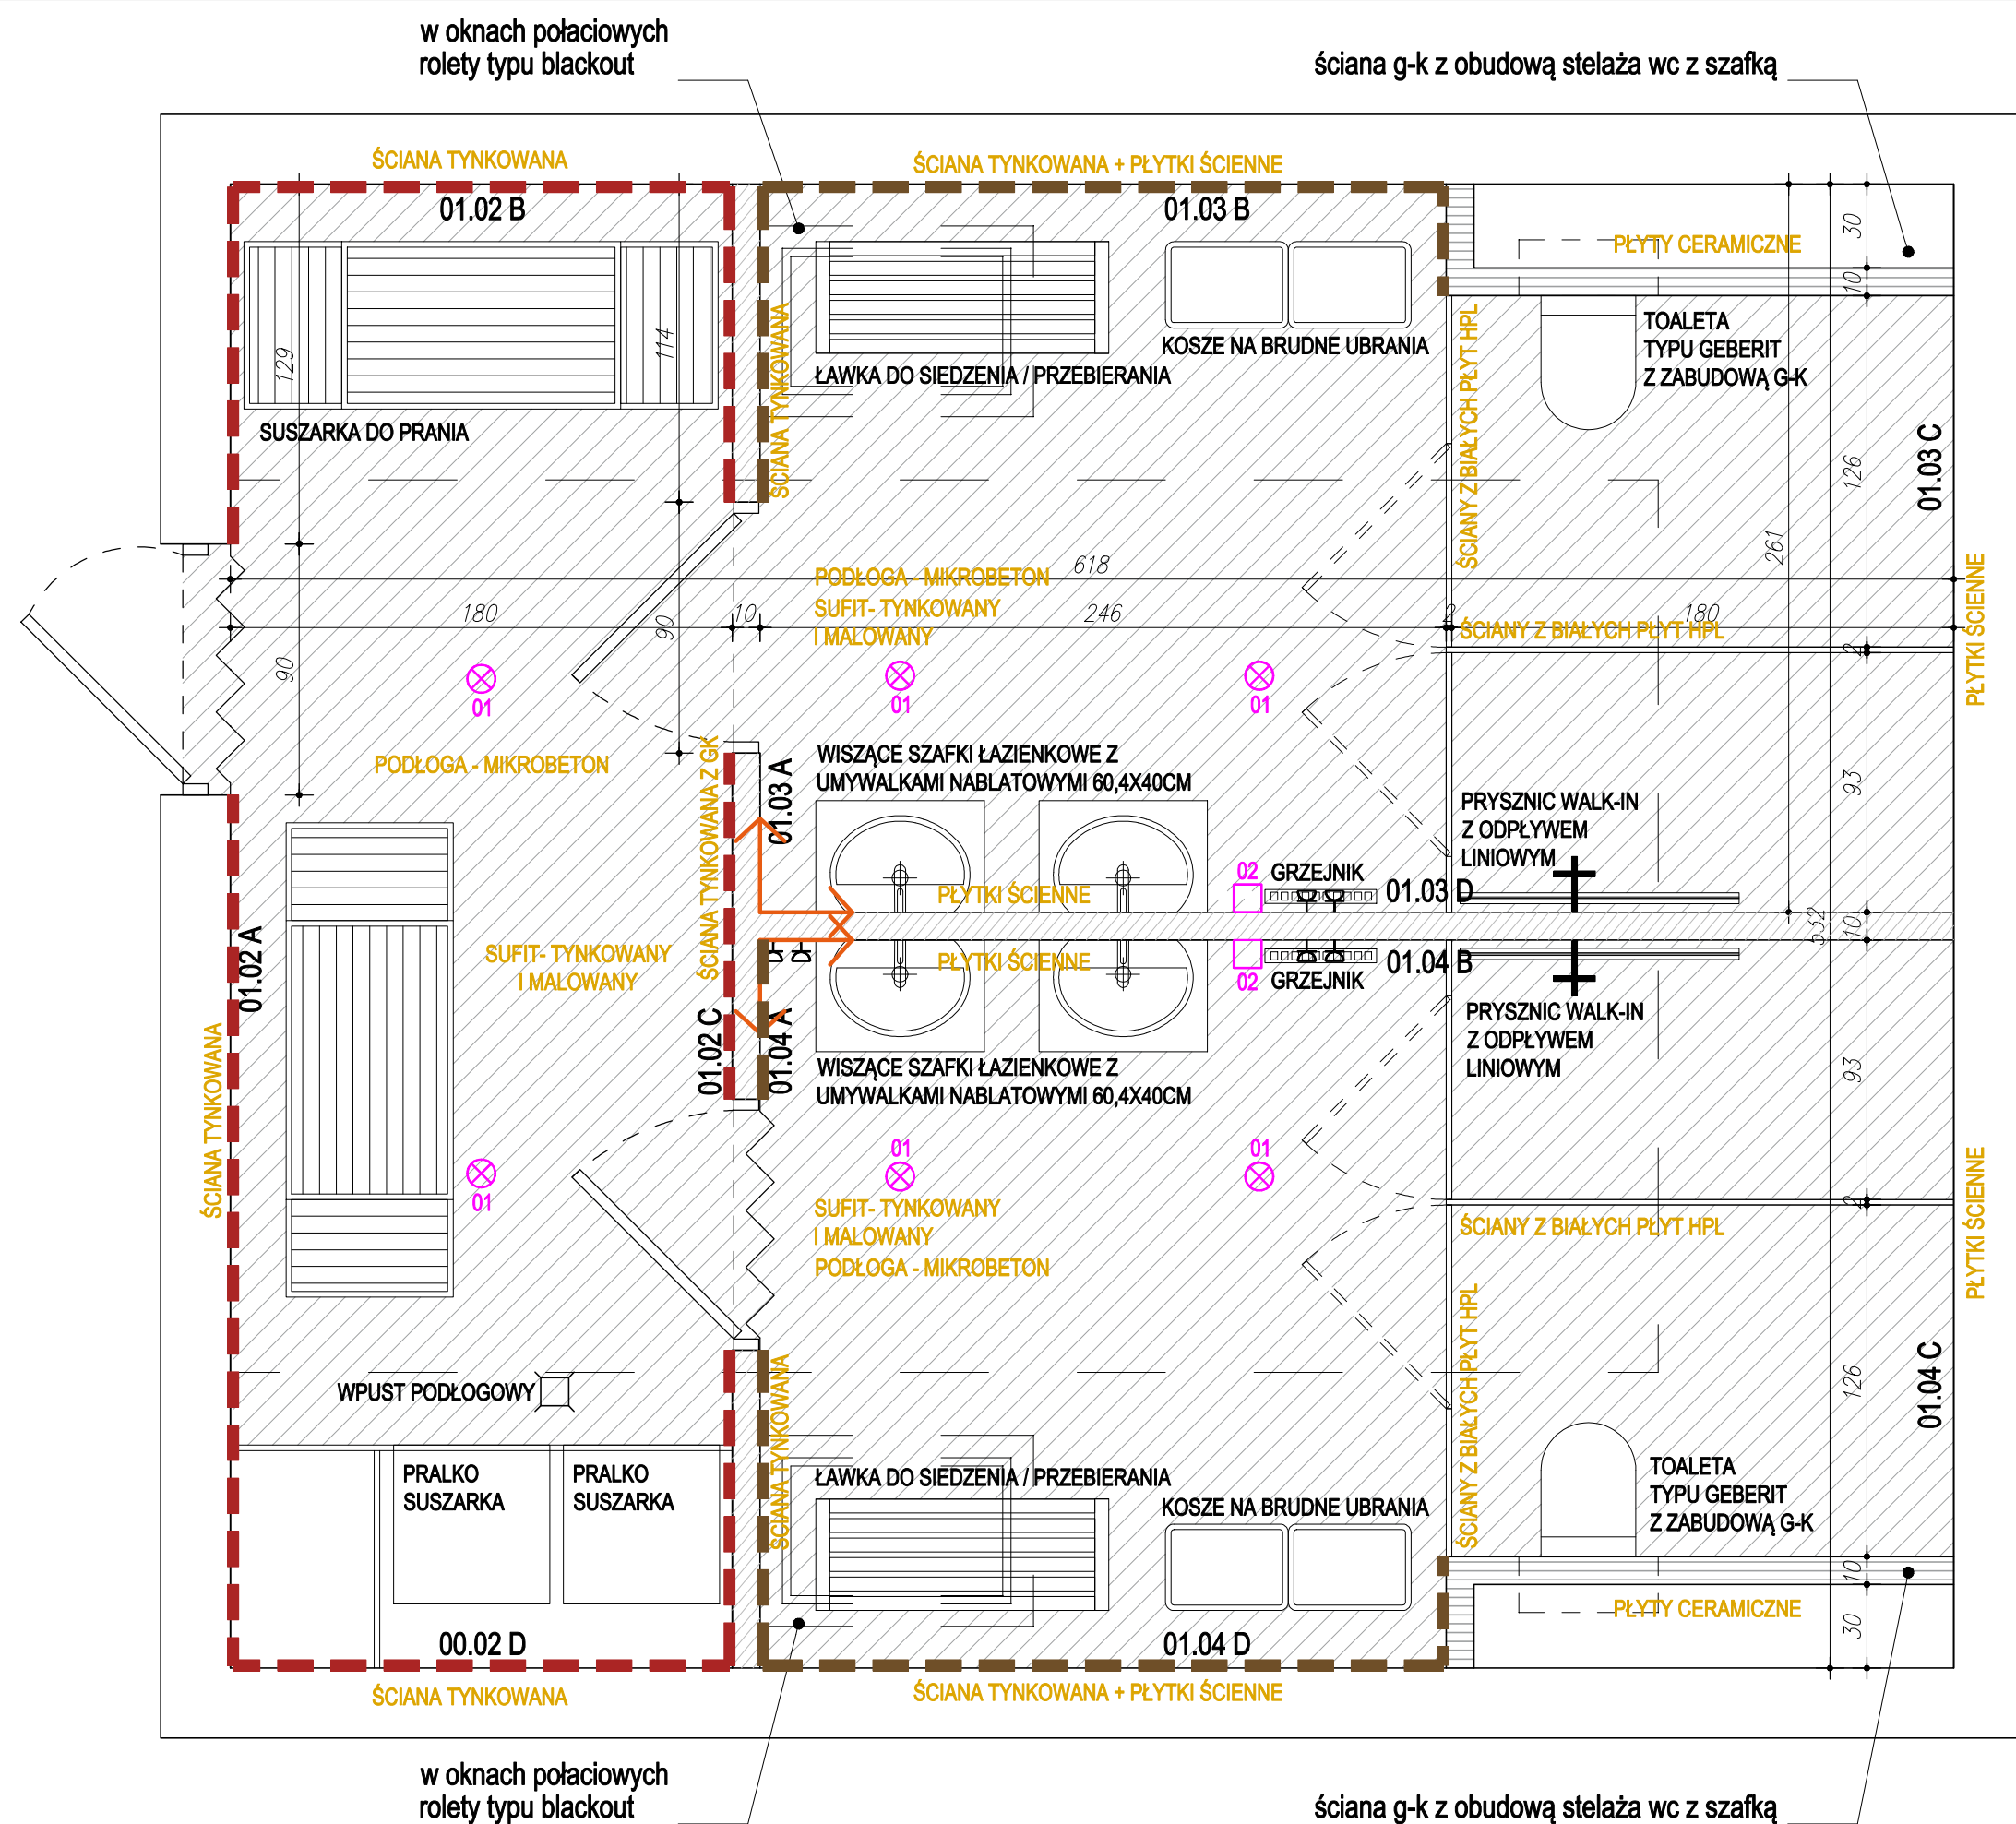 w oknach połaciowych
rolety typu blackout
ściana g-k z obudową stelaża wc z szafką
ŚCIANA TYNKOWANA
ŚCIANA TYNKOWANA + PŁYTKI ŚCIENNE
01.02 B
01.03 B
30
PŁYTY CERAMICZNE
10
ŚCIANA TYNKOWANA
ŚCIANY Z BIAŁYCH PŁYT HPL
TOALETA
TYPU GEBERIT
Z ZABUDOWĄ G-K
129
114
KOSZE NA BRUDNE UBRANIA
ŁAWKA DO SIEDZENIA / PRZEBIERANIA
SUSZARKA DO PRANIA
126
01.03 C
261
618
PODŁOGA - MIKROBETON
SUFIT- TYNKOWANY
I MALOWANY
180
10
246
2
180
ŚCIANY Z BIAŁYCH PŁYT HPL
2
PŁYTKI ŚCIENNE
90
90
01
01
01
PODŁOGA - MIKROBETON
ŚCIANA TYNKOWANA Z GK
01.03 A
WISZĄCE SZAFKI ŁAZIENKOWE Z
UMYWALKAMI NABLATOWYMI 60,4X40CM
93
PRYSZNIC WALK-IN
Z ODPŁYWEM
LINIOWYM
02
GRZEJNIK
01.03 D
PŁYTKI ŚCIENNE
532
10
01.02 A
SUFIT- TYNKOWANY
I MALOWANY
PŁYTKI ŚCIENNE
01.04 B
02
GRZEJNIK
01.02 C
01.04 A
PRYSZNIC WALK-IN
Z ODPŁYWEM
LINIOWYM
93
ŚCIANA TYNKOWANA
WISZĄCE SZAFKI ŁAZIENKOWE Z
UMYWALKAMI NABLATOWYMI 60,4X40CM
01
01
01
SUFIT- TYNKOWANY
I MALOWANY
PODŁOGA - MIKROBETON
2
ŚCIANY Z BIAŁYCH PŁYT HPL
PŁYTKI ŚCIENNE
ŚCIANY Z BIAŁYCH PŁYT HPL
126
01.04 C
WPUST PODŁOGOWY
ŚCIANA TYNKOWANA
PRALKO
SUSZARKA
PRALKO
SUSZARKA
ŁAWKA DO SIEDZENIA / PRZEBIERANIA
KOSZE NA BRUDNE UBRANIA
TOALETA
TYPU GEBERIT
Z ZABUDOWĄ G-K
10
PŁYTY CERAMICZNE
30
00.02 D
01.04 D
ŚCIANA TYNKOWANA
ŚCIANA TYNKOWANA + PŁYTKI ŚCIENNE
w oknach połaciowych
rolety typu blackout
ściana g-k z obudową stelaża wc z szafką